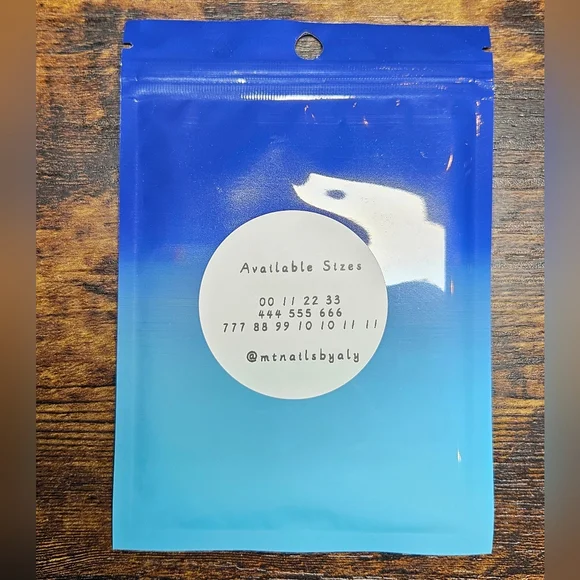 Available Sizes
00 11 22 33
444 555 666
777 88 99 10 10 11 11
@mtnailsbyaly